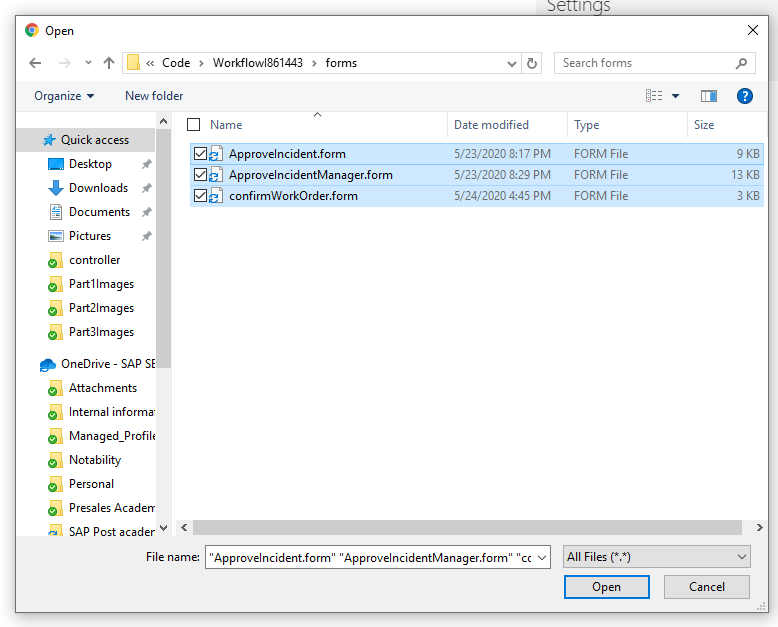 Settings
Open
« Code › WorkflowI861443 › forms
Search forms
Organize
New folder
?
Name
Date modified
Type
Size
Quick access
Desktop
Downloads
Documents
Pictures
controller
Part1Images
Part2Images
Part3Images
OneDrive - SAP SE
Attachments
Internal informa
Managed_Profile
Notability
Personal
Presales Academ
SAP Post academ
ApproveIncident.form 5/23/2020 8:17 PM FORM File 9 KB
ApproveIncidentManager.form 5/23/2020 8:29 PM FORM File 13 KB
confirmWorkOrder.form 5/24/2020 4:45 PM FORM File 3 KB
File name: "ApproveIncident.form" "ApproveIncidentManager.form" "cc
All Files (*.*)
Open
Cancel